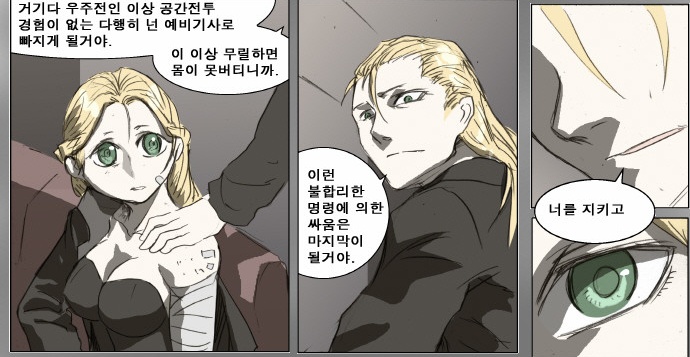 거기다 우주전인 이상 공간전투
경험이 없는 다행히 넌 예비기사로
빠지게 될거야.
이 이상 무릴하면
몸이 못버티니까.
이런
불합리한
명령에 의한
싸움은
마지막이
될거야.
너를 지키고